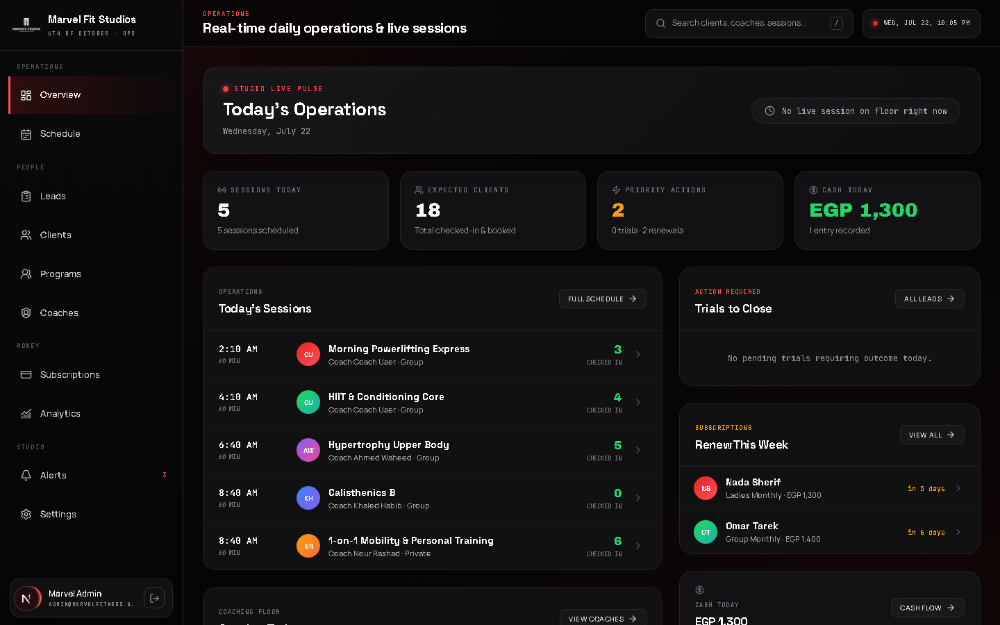 MARVEL'S STUDIOS
Marvel Fit Studios
6TH OF OCTOBER · OPS
OPERATIONS
Overview
Schedule
PEOPLE
Leads
Clients
Programs
Coaches
MONEY
Subscriptions
Analytics
STUDIO
Alerts
3
Settings
N
Marvel Admin
ADMIN@MARVELFITNESS.D…
OPERATIONS
Real-time daily operations & live sessions
Search clients, coaches, sessions...
/
WED, JUL 22, 10:05 PM
STUDIO LIVE PULSE
Today's Operations
Wednesday, July 22
No live session on floor right now
SESSIONS TODAY
5
5 sessions scheduled
EXPECTED CLIENTS
18
Total checked-in & booked
PRIORITY ACTIONS
2
0 trials · 2 renewals
CASH TODAY
EGP 1,300
1 entry recorded
OPERATIONS
Today's Sessions
FULL SCHEDULE
2:10 AM
60 MIN
CU
Morning Powerlifting Express
Coach Coach User · Group
3
CHECKED IN
4:10 AM
60 MIN
CU
HIIT & Conditioning Core
Coach Coach User · Group
4
CHECKED IN
6:40 AM
60 MIN
AW
Hypertrophy Upper Body
Coach Ahmed Waheed · Group
5
CHECKED IN
8:40 AM
60 MIN
KH
Calisthenics B
Coach Khaled Habib · Group
0
CHECKED IN
8:40 AM
60 MIN
NR
1-on-1 Mobility & Personal Training
Coach Nour Rashad · Private
6
CHECKED IN
COACHING FLOOR
VIEW COACHES
ACTION REQUIRED
Trials to Close
ALL LEADS
No pending trials requiring outcome today.
SUBSCRIPTIONS
Renew This Week
VIEW ALL
NS
Nada Sherif
Ladies Monthly · EGP 1,300
in 5 days
OT
Omar Tarek
Group Monthly · EGP 1,400
in 6 days
CASH TODAY
EGP 1,300
CASH FLOW